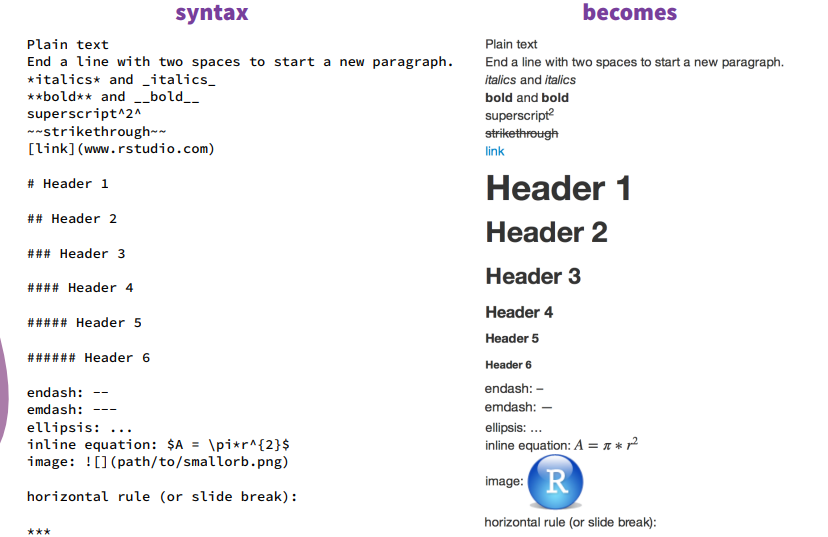 syntax
Plain text
End a line with two spaces to start a new paragraph.
*italics* and _italics_
**bold** and __bold__
superscript^2^
~~strikethrough~~
[link](www.rstudio.com)
# Header 1
## Header 2
### Header 3
#### Header 4
##### Header 5
###### Header 6
endash: --
emdash: ---
ellipsis: ...
inline equation: $A = \pi*r^{2}$
image: ![](path/to/smallorb.png)
horizontal rule (or slide break):
***
becomes
Plain text
End a line with two spaces to start a new paragraph.
italics and italics
bold and bold
superscript²
strikethrough
link
Header 1
Header 2
Header 3
Header 4
Header 5
Header 6
endash: –
emdash: —
ellipsis: …
inline equation: A = π * r²
image: R
horizontal rule (or slide break):